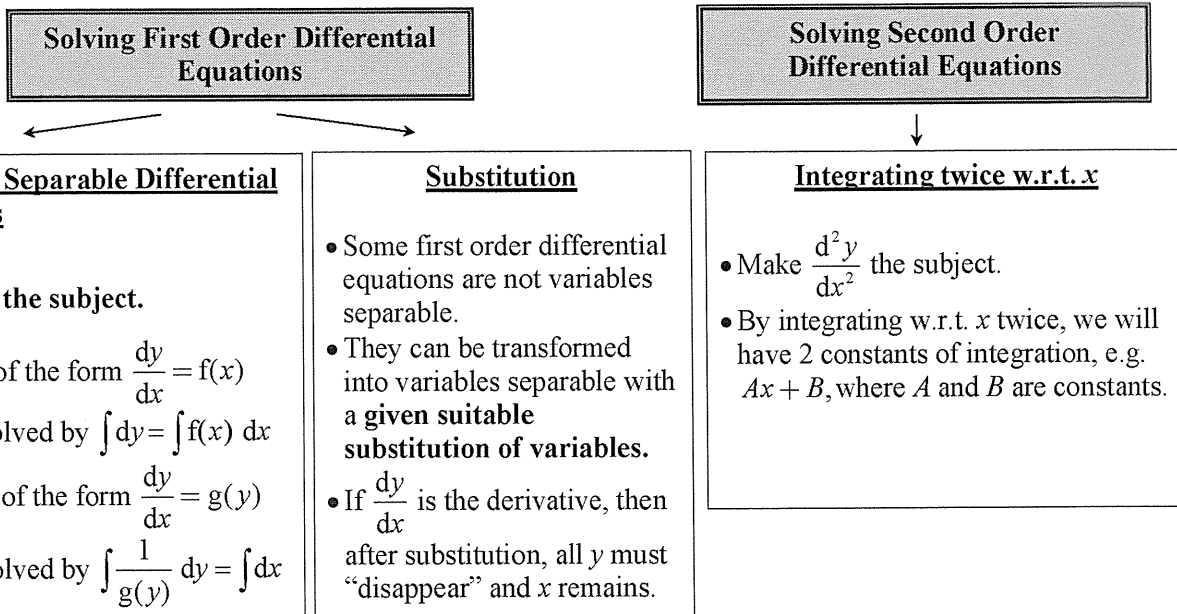 Solving First Order Differential
Equations
Solving Second Order
Differential Equations
Separable Differential
the subject.
of the form dy/dx = f(x)
by ∫dy = ∫f(x) dx
of the form dy/dx = g(y)
by ∫ 1/g(y) dy = ∫dx
Substitution
• Some first order differential
equations are not variables
separable.
• They can be transformed
into variables separable with
a given suitable
substitution of variables.
• If dy/dx is the derivative, then
after substitution, all y must
“disappear” and x remains.
Integrating twice w.r.t. x
• Make d²y/dx² the subject.
• By integrating w.r.t. x twice, we will
have 2 constants of integration, e.g.
Ax + B, where A and B are constants.